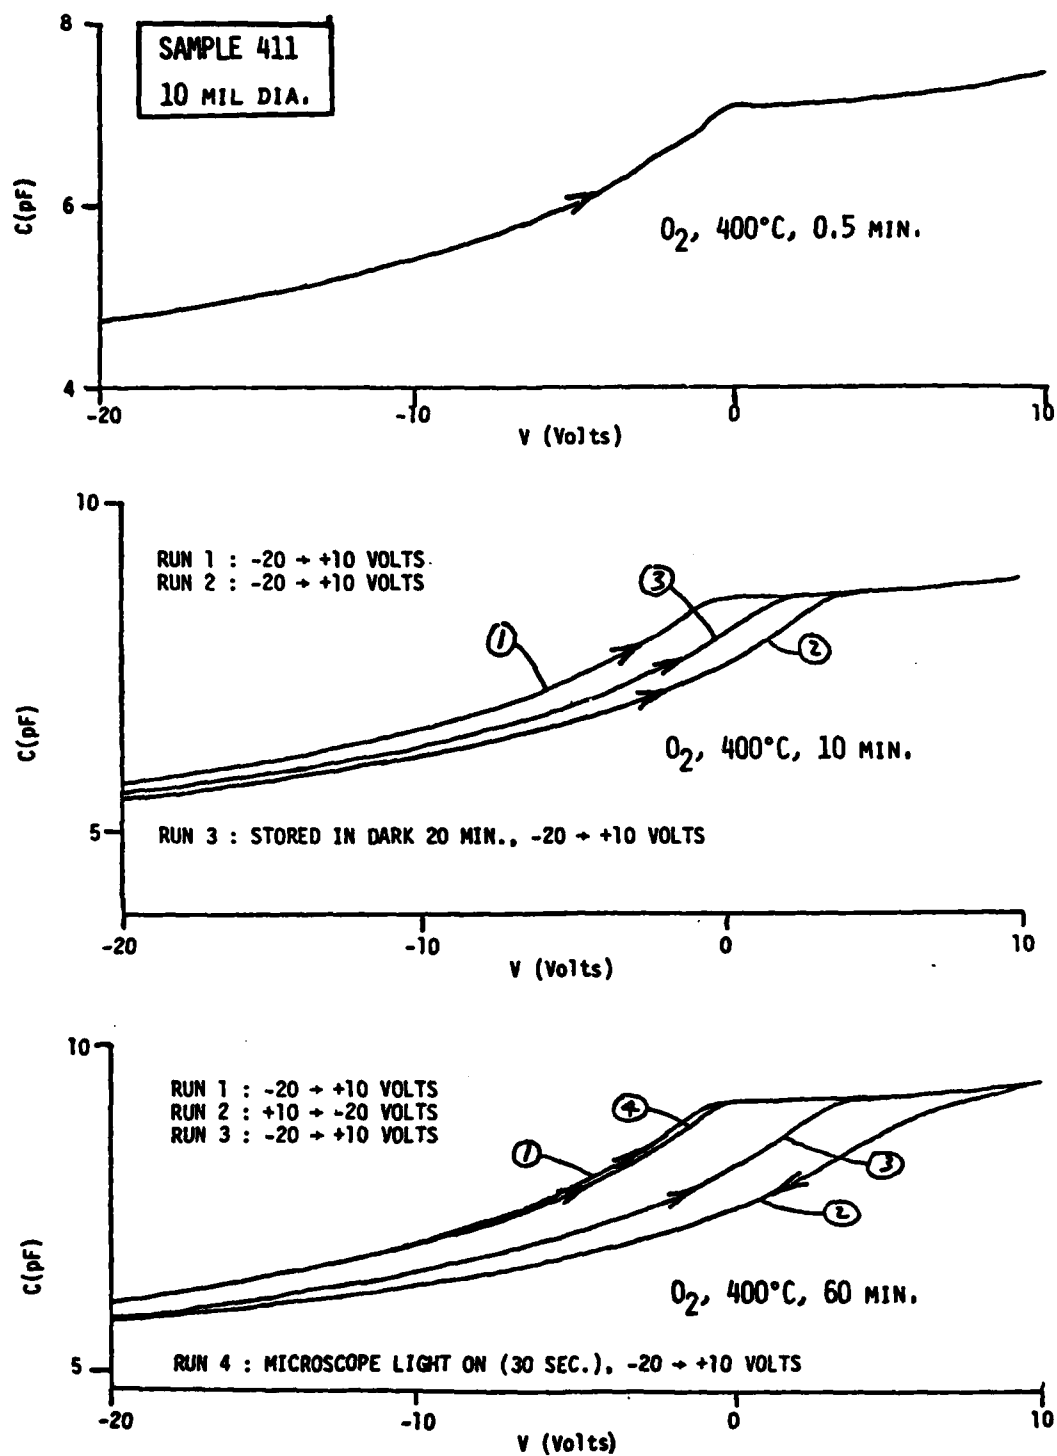 8
SAMPLE 411
10 MIL DIA.
C(pF)
6
O2, 400°C, 0.5 MIN.
4
-20 -10 0 10
V (Volts)
10
RUN 1 : -20 → +10 VOLTS
RUN 2 : -20 → +10 VOLTS
3
1
2
C(pF)
O2, 400°C, 10 MIN.
5
RUN 3 : STORED IN DARK 20 MIN., -20 → +10 VOLTS
-20 -10 0 10
V (Volts)
10
RUN 1 : -20 → +10 VOLTS
RUN 2 : +10 → -20 VOLTS
RUN 3 : -20 → +10 VOLTS
4
1
3
2
C(pF)
O2, 400°C, 60 MIN.
5
RUN 4 : MICROSCOPE LIGHT ON (30 SEC.), -20 → +10 VOLTS
-20 -10 0 10
V (Volts)